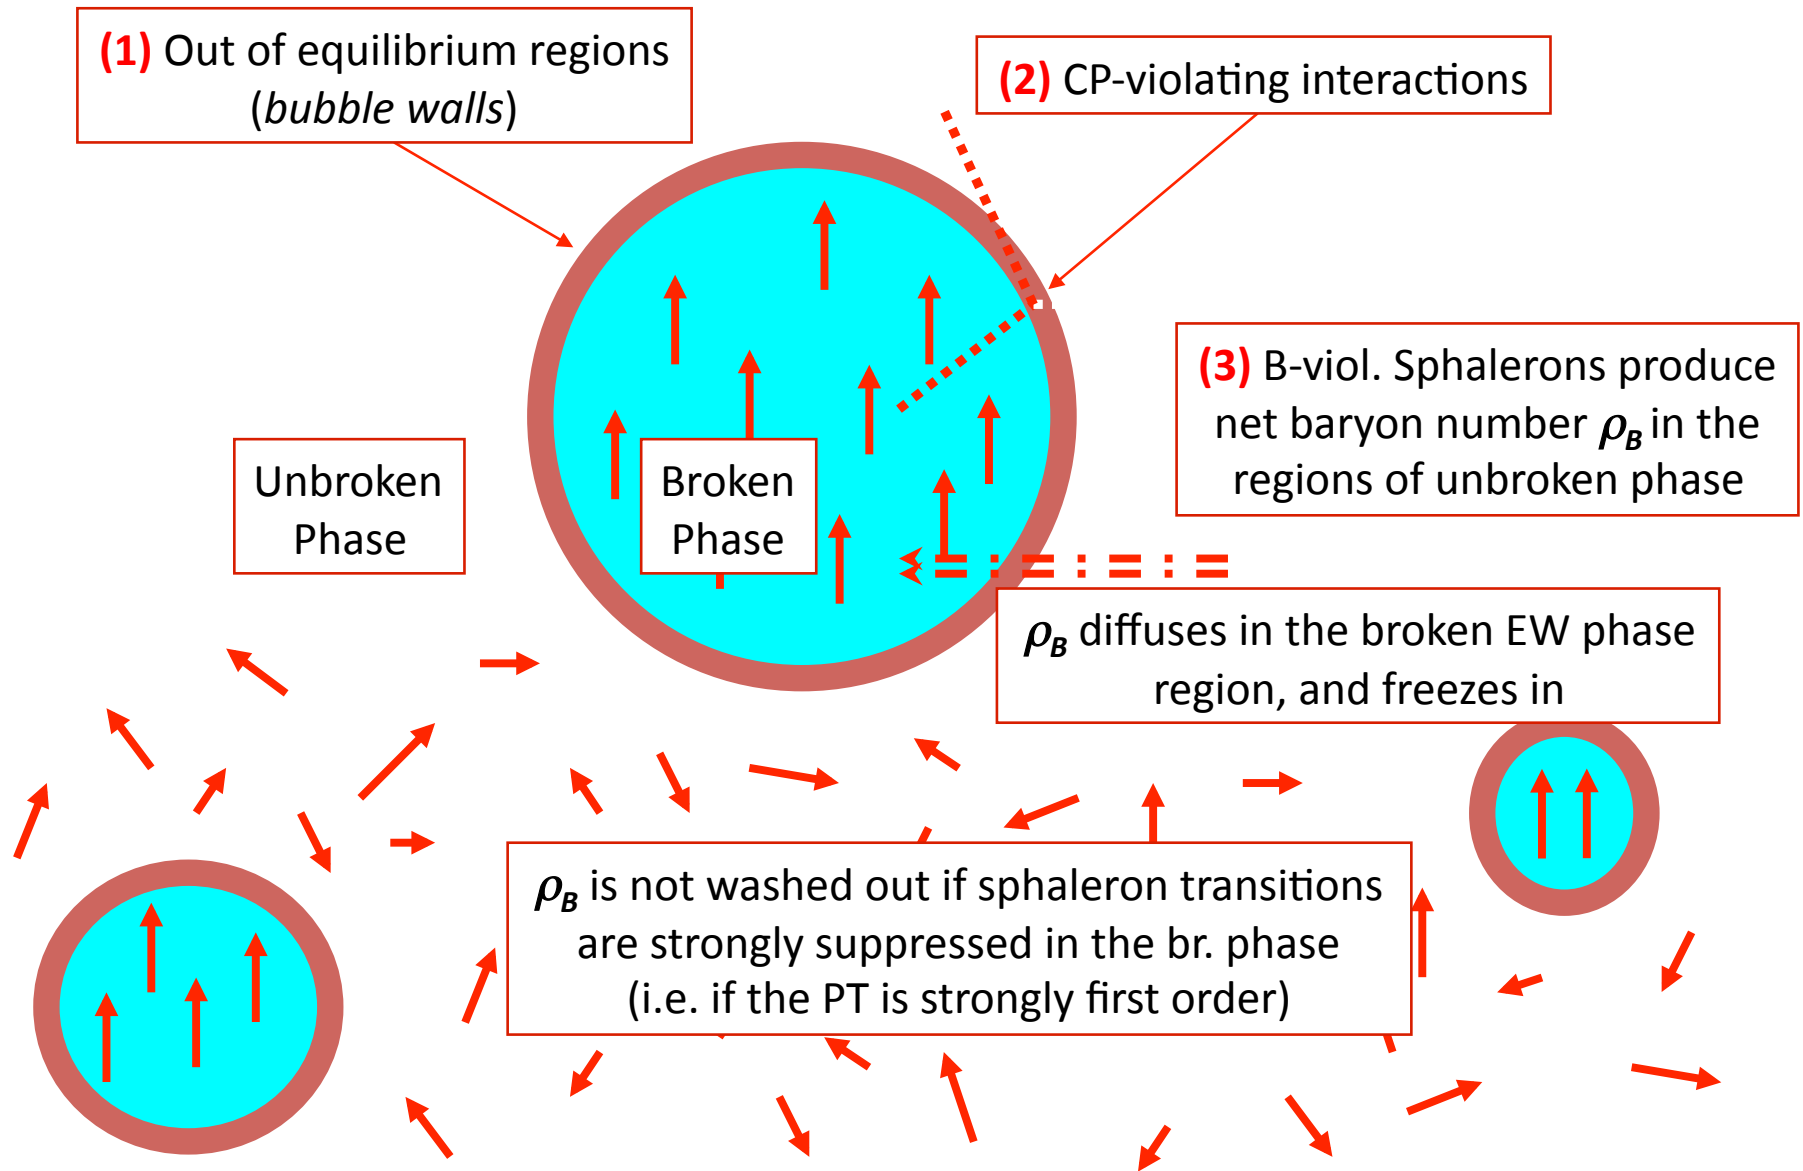 (1) Out of equilibrium regions
(bubble walls)
(2) CP-violating interactions
(3) B-viol. Sphalerons produce
net baryon number ρB in the
regions of unbroken phase
Unbroken
Phase
Broken
Phase
ρB diffuses in the broken EW phase
region, and freezes in
ρB is not washed out if sphaleron transitions
are strongly suppressed in the br. phase
(i.e. if the PT is strongly first order)